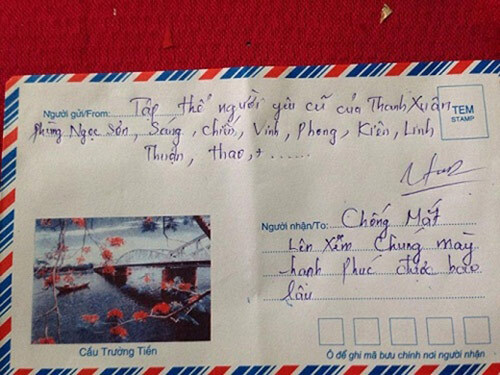 Người gửi/From: Tập thể người yêu cũ của Thanh Xuân
TEM
STAMP
phùng Ngọc Sơn, Sáng, chiến, Vinh, Phong, Kiên, Linh
Thuận, thao, + ......
Người nhận/To: Chồng Mất
Lên Xem Chúng mày
hạnh phúc được bao
lâu
Cầu Trường Tiền
Ô để ghi mã bưu chính nơi người nhận